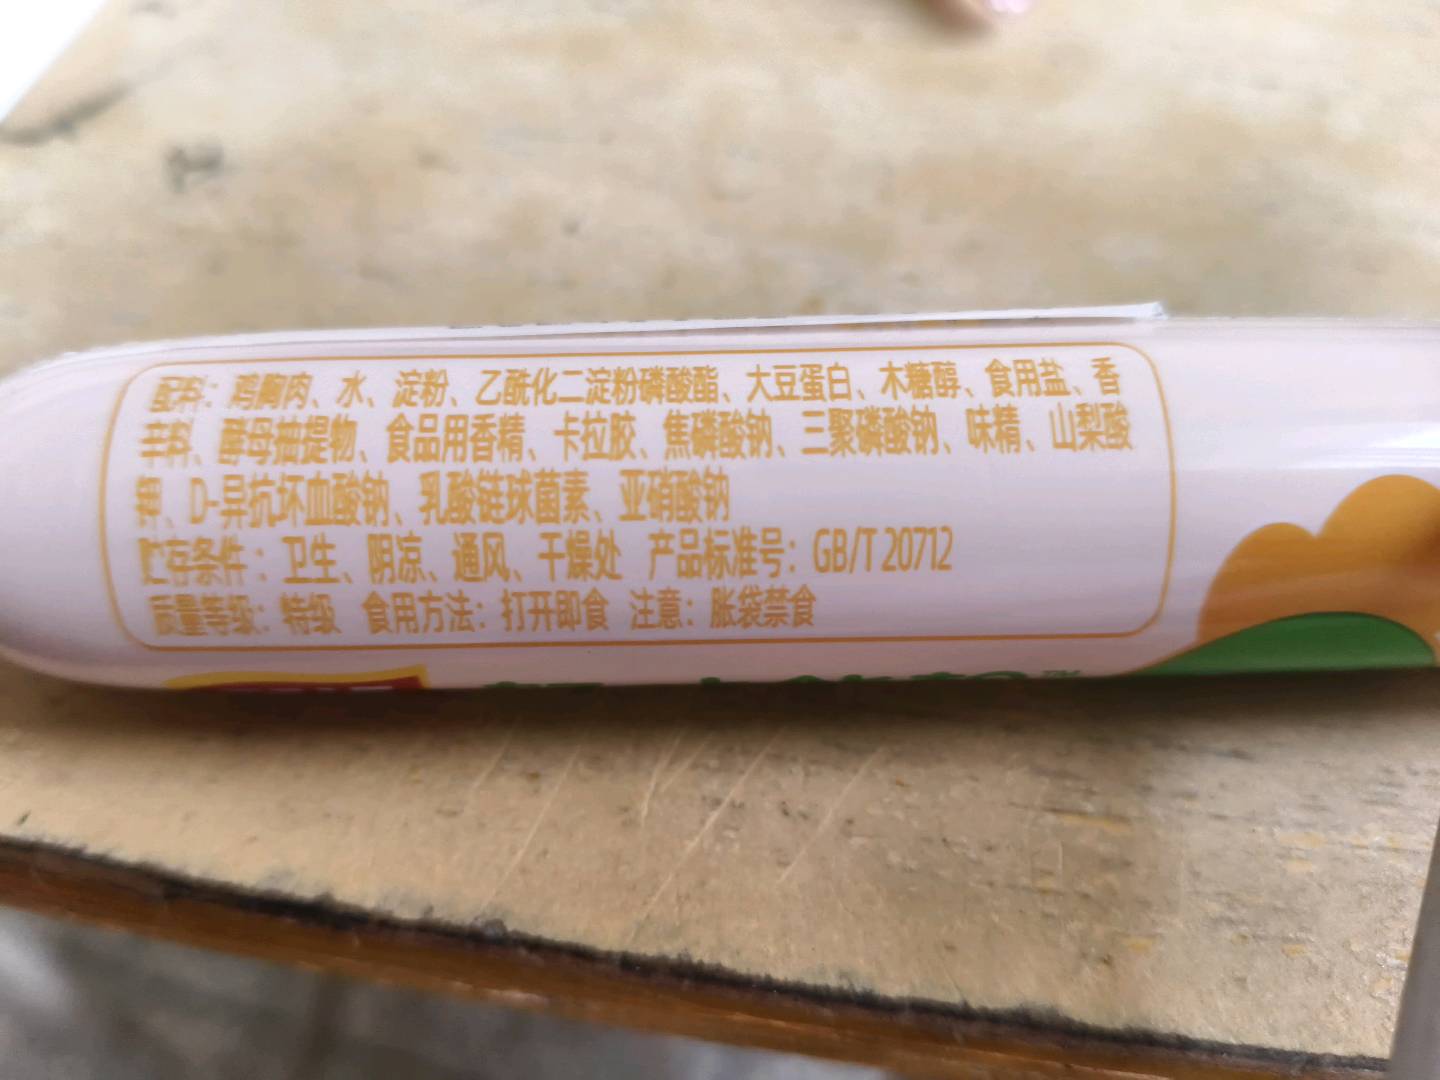 配料：鸡胸肉、水、淀粉、乙酰化二淀粉磷酸酯、大豆蛋白、木糖醇、食用盐、香
辛料、酵母抽提物、食品用香精、卡拉胶、焦磷酸钠、三聚磷酸钠、味精、山梨酸
钾、D-异抗坏血酸钠、乳酸链球菌素、亚硝酸钠
贮存条件：卫生、阴凉、通风、干燥处 产品标准号：GB/T 20712
质量等级：特级 食用方法：打开即食 注意：胀袋禁食